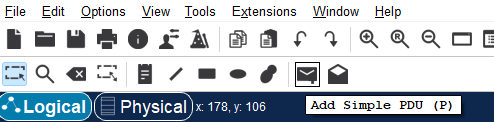 File Edit Options View Tools Extensions Window Help
Logical Physical x: 178, y: 106 Add Simple PDU (P)